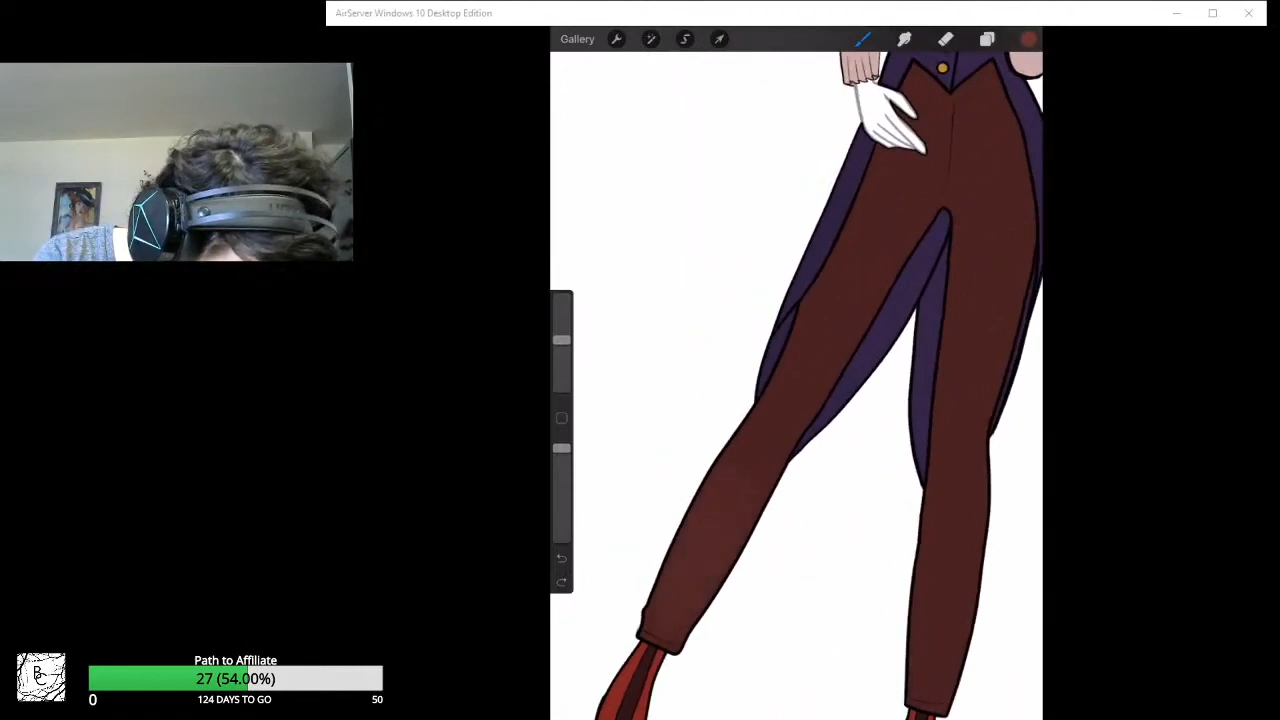 AirServer Windows 10 Desktop Edition
Gallery
Path to Affiliate
27 (54.00%)
0
124 DAYS TO GO
50